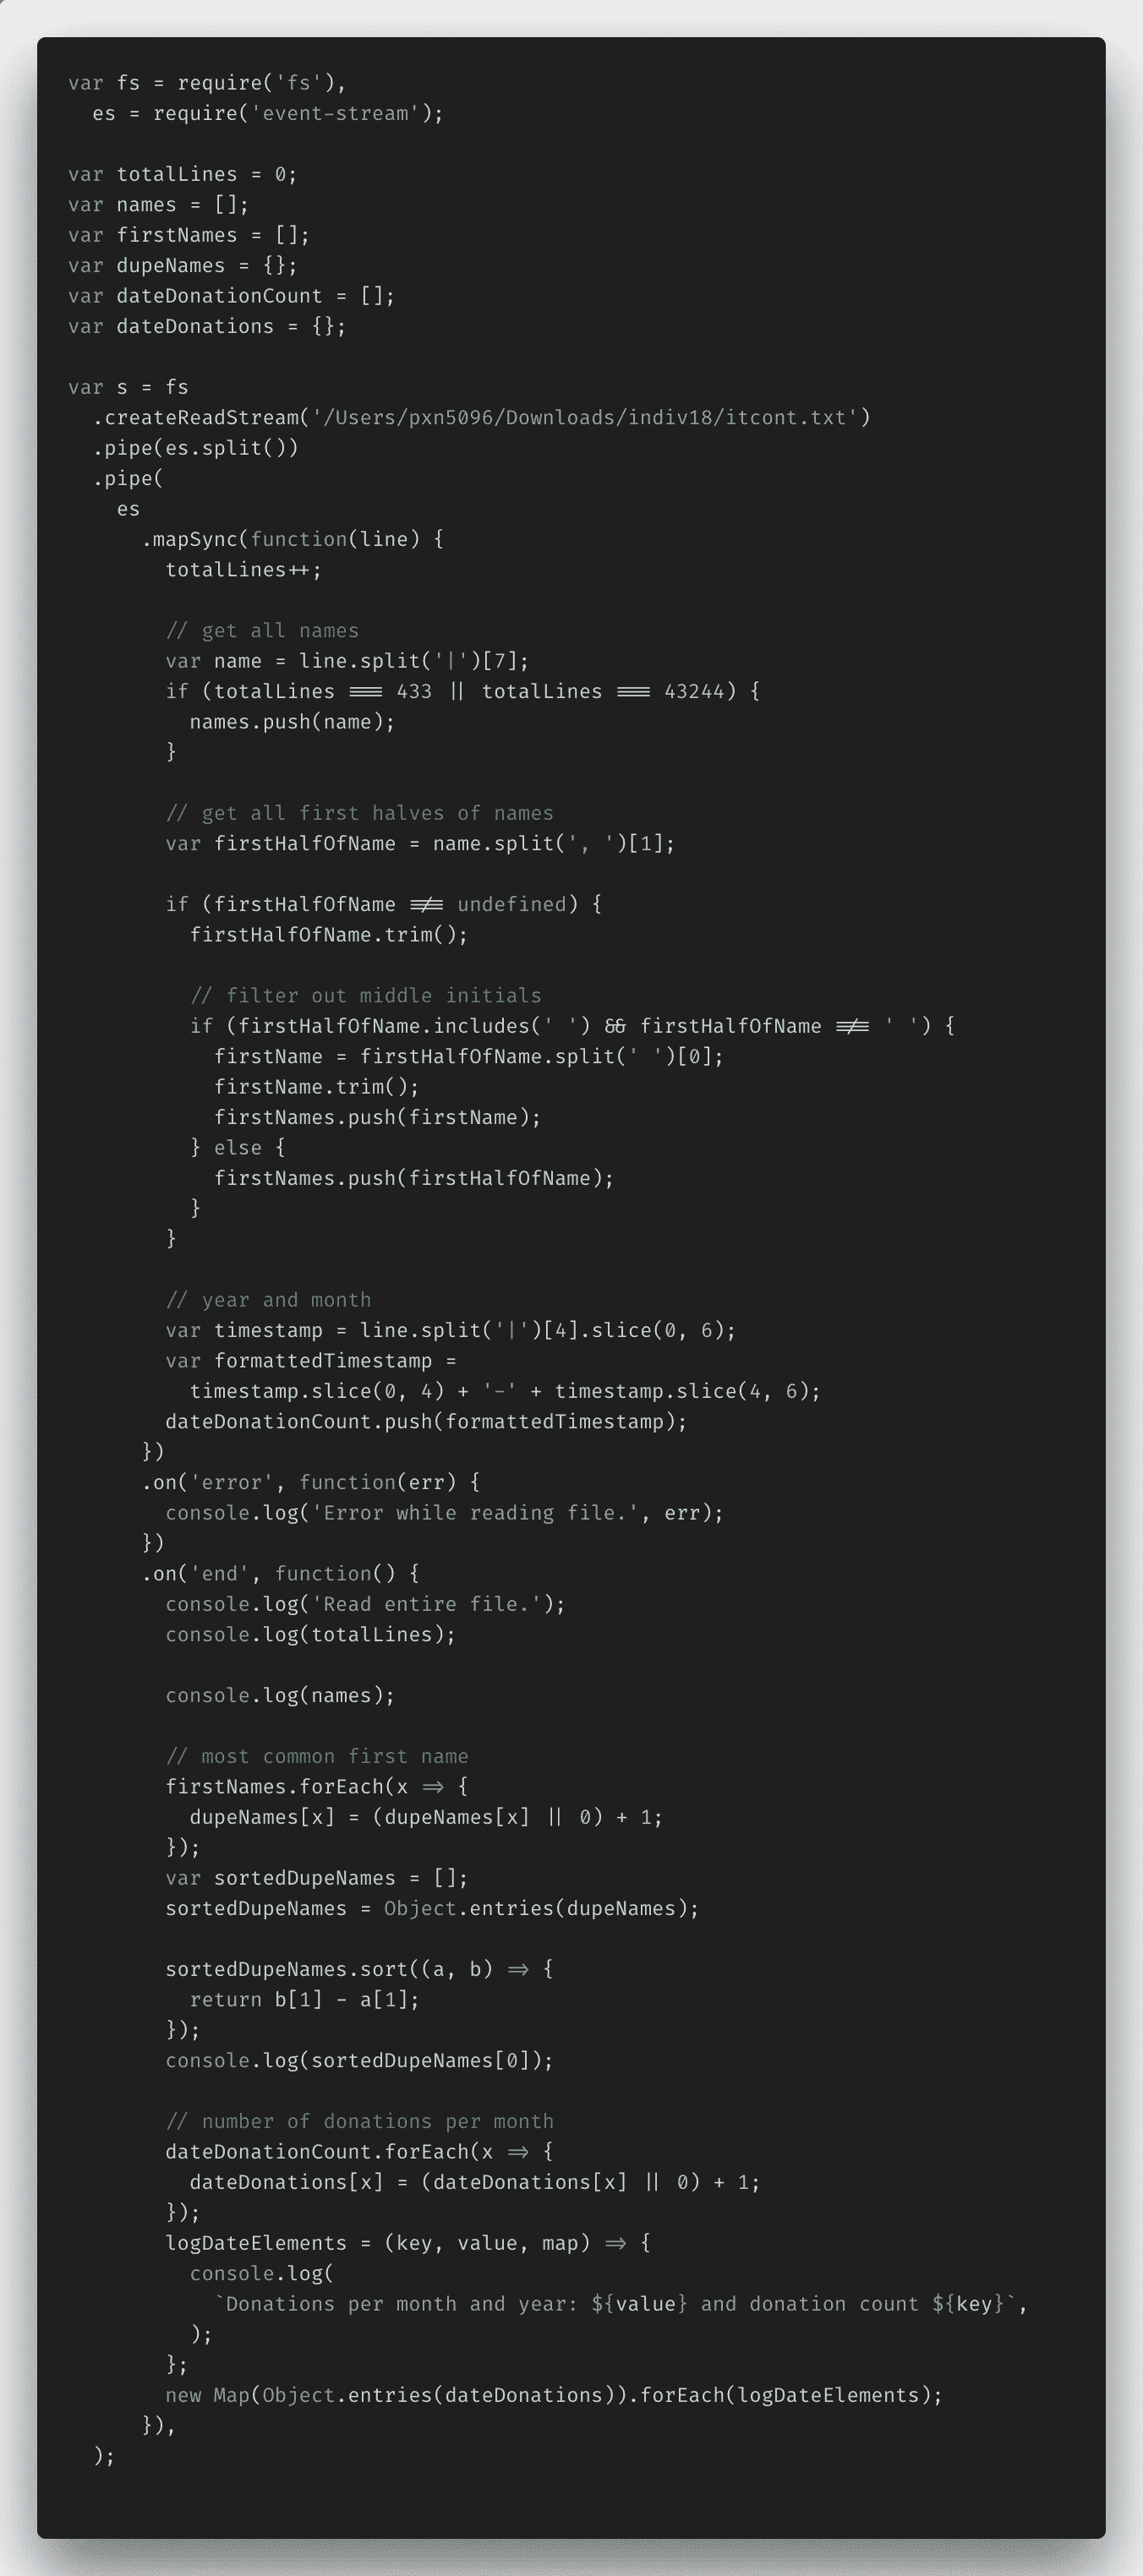 var fs = require('fs'),
  es = require('event-stream');

var totalLines = 0;
var names = [];
var firstNames = [];
var dupeNames = {};
var dateDonationCount = [];
var dateDonations = {};

var s = fs
  .createReadStream('/Users/pxn5096/Downloads/indiv18/itcont.txt')
  .pipe(es.split())
  .pipe(
    es
      .mapSync(function(line) {
        totalLines++;

        // get all names
        var name = line.split('|')[7];
        if (totalLines === 433 || totalLines === 43244) {
          names.push(name);
        }

        // get all first halves of names
        var firstHalfOfName = name.split(', ')[1];

        if (firstHalfOfName !== undefined) {
          firstHalfOfName.trim();

          // filter out middle initials
          if (firstHalfOfName.includes(' ') && firstHalfOfName !== ' ') {
            firstName = firstHalfOfName.split(' ')[0];
            firstName.trim();
            firstNames.push(firstName);
          } else {
            firstNames.push(firstHalfOfName);
          }
        }

        // year and month
        var timestamp = line.split('|')[4].slice(0, 6);
        var formattedTimestamp =
          timestamp.slice(0, 4) + '-' + timestamp.slice(4, 6);
        dateDonationCount.push(formattedTimestamp);
      })
      .on('error', function(err) {
        console.log('Error while reading file.', err);
      })
      .on('end', function() {
        console.log('Read entire file.');
        console.log(totalLines);

        console.log(names);

        // most common first name
        firstNames.forEach(x => {
          dupeNames[x] = (dupeNames[x] || 0) + 1;
        });
        var sortedDupeNames = [];
        sortedDupeNames = Object.entries(dupeNames);

        sortedDupeNames.sort((a, b) => {
          return b[1] - a[1];
        });
        console.log(sortedDupeNames[0]);

        // number of donations per month
        dateDonationCount.forEach(x => {
          dateDonations[x] = (dateDonations[x] || 0) + 1;
        });
        logDateElements = (key, value, map) => {
          console.log(
            `Donations per month and year: ${value} and donation count ${key}`,
          );
        };
        new Map(Object.entries(dateDonations)).forEach(logDateElements);
      }),
  );